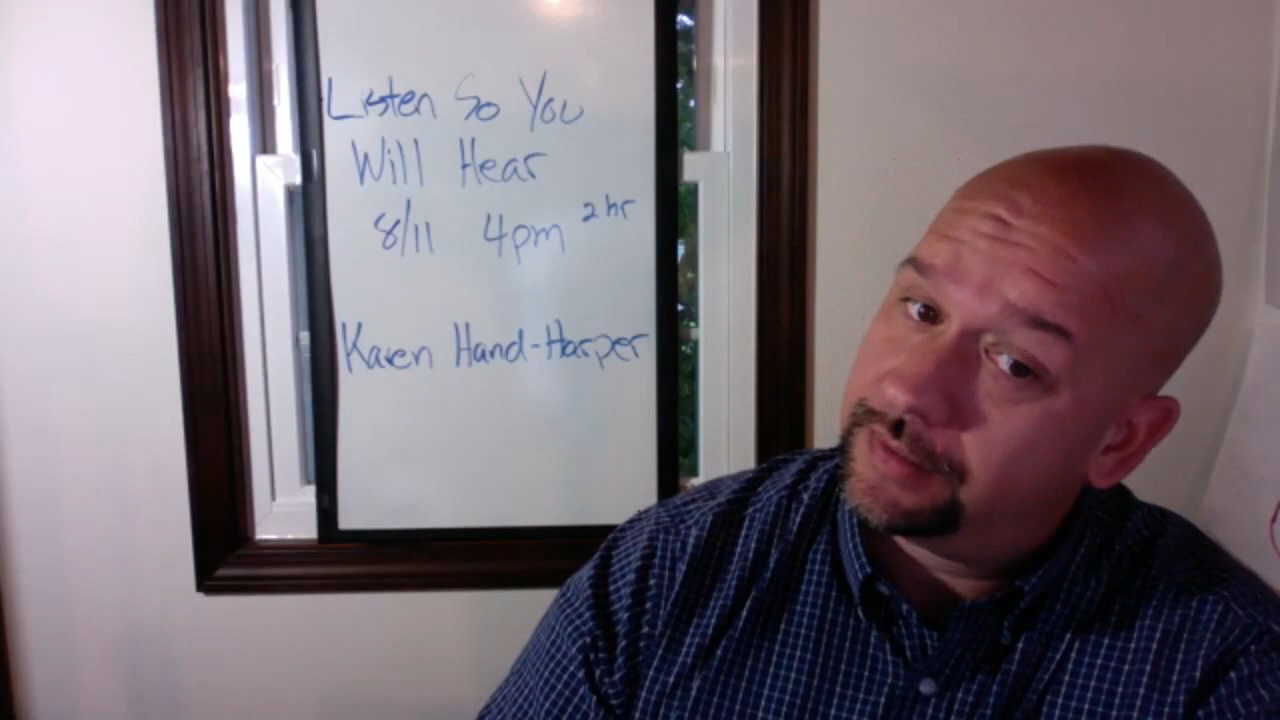 Listen So You
Will Hear
8/11 4pm 2hr
Karen Hand-Harper